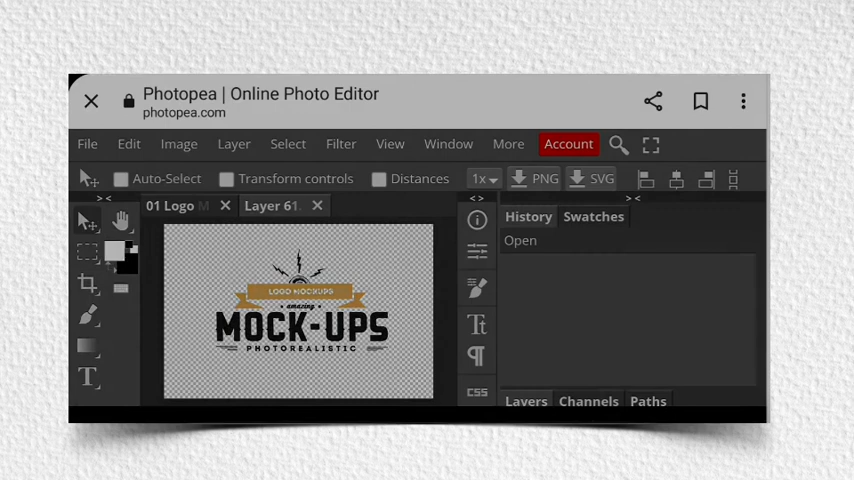 Photopea | Online Photo Editor
photopea.com
File Edit Image Layer Select Filter View Window More Account
Auto-Select Transform controls Distances 1x PNG SVG
01 Logo M Layer 61.
History Swatches
Open
LOGO MOCKUPS
amazing
MOCK-UPS
PHOTOREALISTIC
Tt
CSS
T
Layers Channels Paths